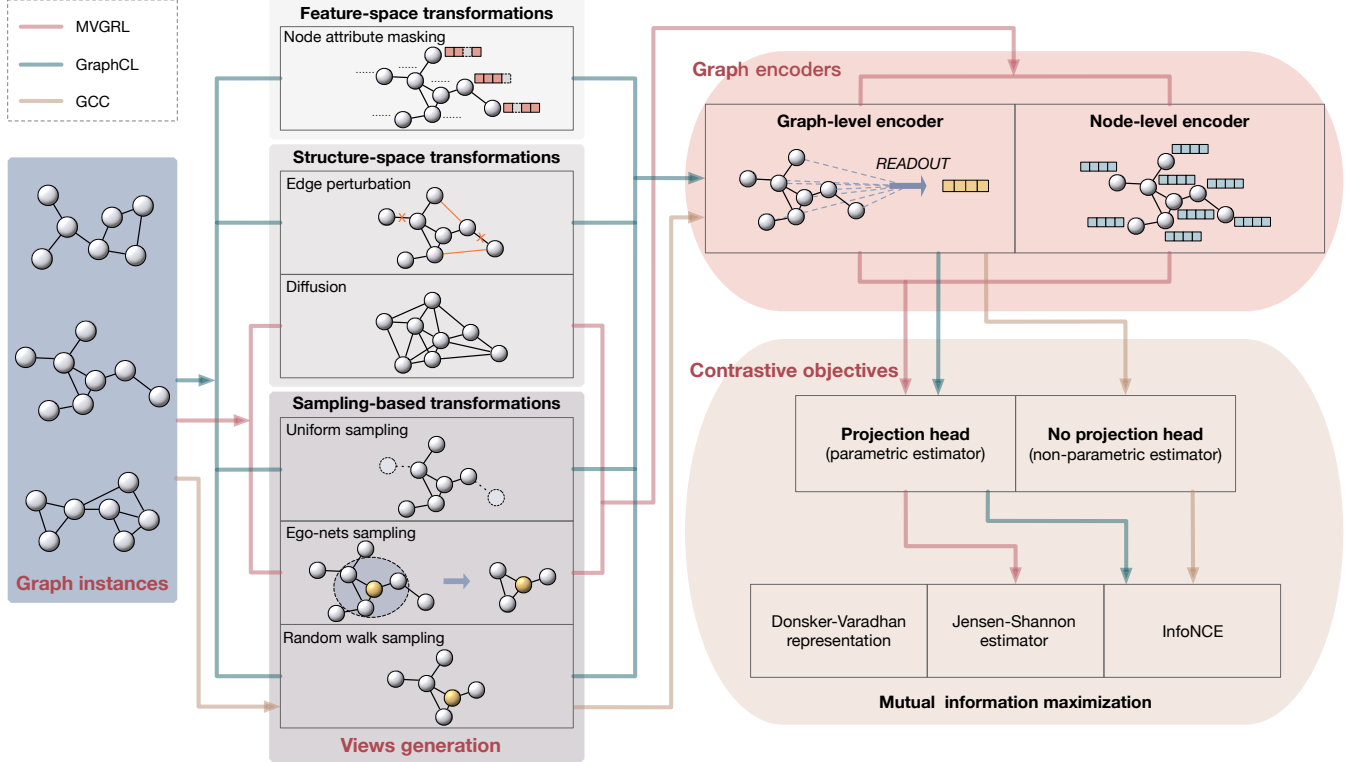 MVGRL
GraphCL
GCC
Graph instances
Feature-space transformations
Node attribute masking
Structure-space transformations
Edge perturbation
Diffusion
Sampling-based transformations
Uniform sampling
Ego-nets sampling
Random walk sampling
Views generation
Graph encoders
Graph-level encoder
READOUT
Node-level encoder
Contrastive objectives
Projection head
(parametric estimator)
No projection head
(non-parametric estimator)
Donsker-Varadhan
representation
Jensen-Shannon
estimator
InfoNCE
Mutual information maximization